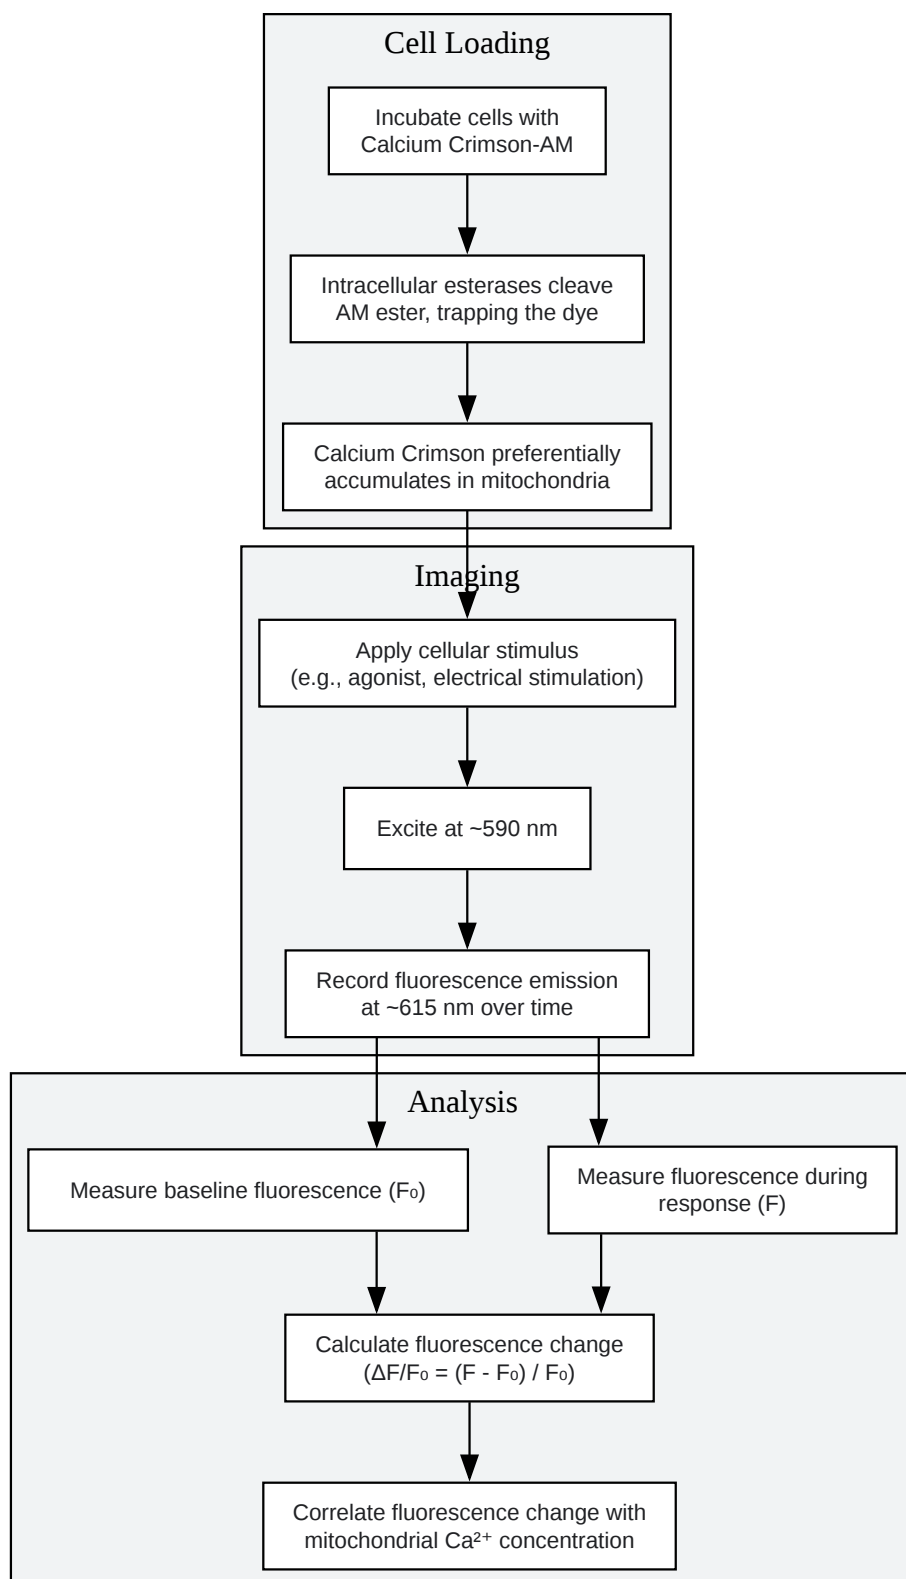 Cell Loading
Incubate cells with
Calcium Crimson-AM
Intracellular esterases cleave
AM ester, trapping the dye
Calcium Crimson preferentially
accumulates in mitochondria
Imaging
Apply cellular stimulus
(e.g., agonist, electrical stimulation)
Excite at ~590 nm
Record fluorescence emission
at ~615 nm over time
Analysis
Measure baseline fluorescence (F₀)
Measure fluorescence during
response (F)
Calculate fluorescence change
(ΔF/F₀ = (F - F₀) / F₀)
Correlate fluorescence change with
mitochondrial Ca²⁺ concentration